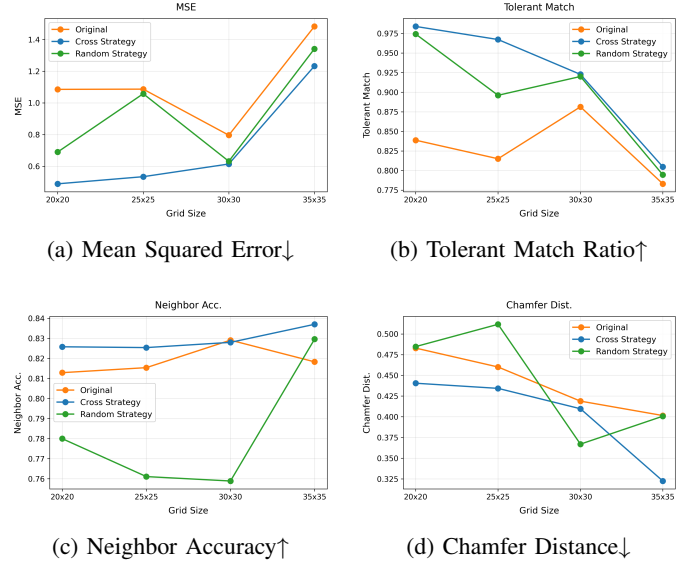 MSE
Original
Cross Strategy
Random Strategy
MSE
1.4
1.2
1.0
0.8
0.6
20x20 25x25 30x30 35x35
Grid Size
(a) Mean Squared Error↓
Tolerant Match
Original
Cross Strategy
Random Strategy
Tolerant Match
0.975
0.950
0.925
0.900
0.875
0.850
0.825
0.800
0.775
20x20 25x25 30x30 35x35
Grid Size
(b) Tolerant Match Ratio↑
Neighbor Acc.
Original
Cross Strategy
Random Strategy
Neighbor Acc.
0.84
0.83
0.82
0.81
0.80
0.79
0.78
0.77
0.76
20x20 25x25 30x30 35x35
Grid Size
(c) Neighbor Accuracy↑
Chamfer Dist.
Original
Cross Strategy
Random Strategy
Chamfer Dist.
0.500
0.475
0.450
0.425
0.400
0.375
0.350
0.325
20x20 25x25 30x30 35x35
Grid Size
(d) Chamfer Distance↓